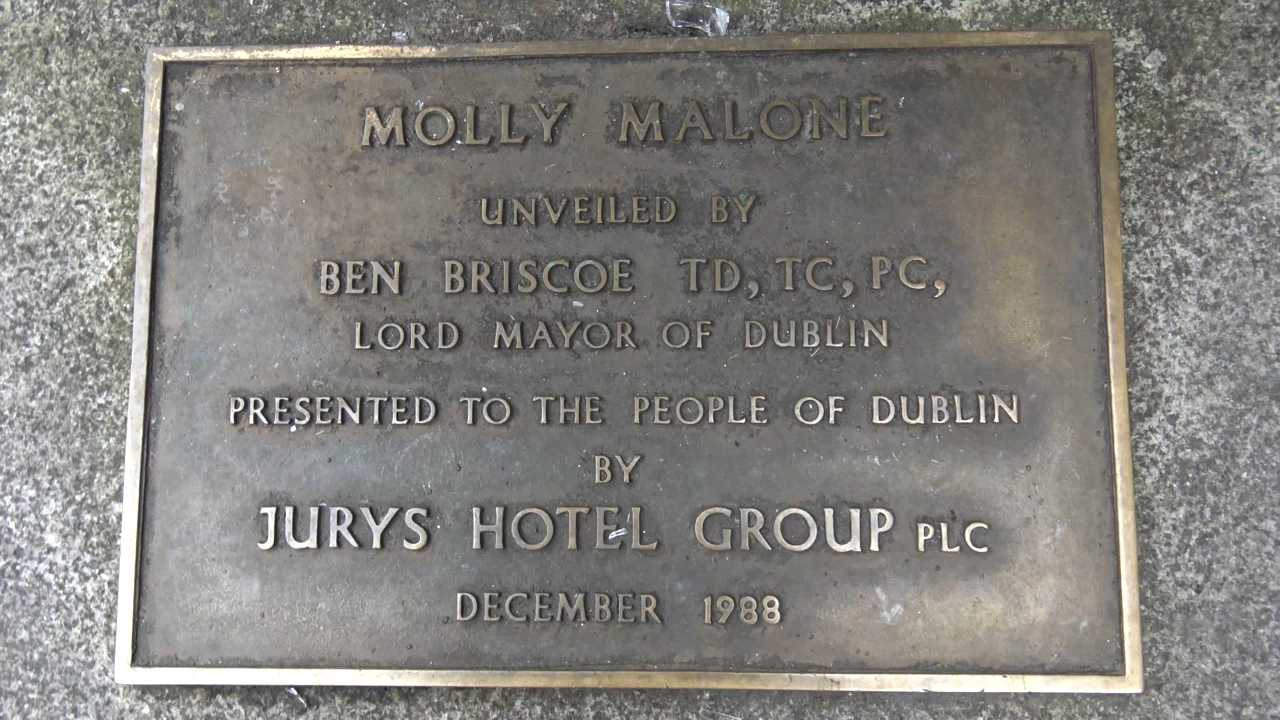 MOLLY MALONE
UNVEILED BY
BEN BRISCOE TD, TC, PC,
LORD MAYOR OF DUBLIN
PRESENTED TO THE PEOPLE OF DUBLIN
BY
JURYS HOTEL GROUP PLC
DECEMBER 1988